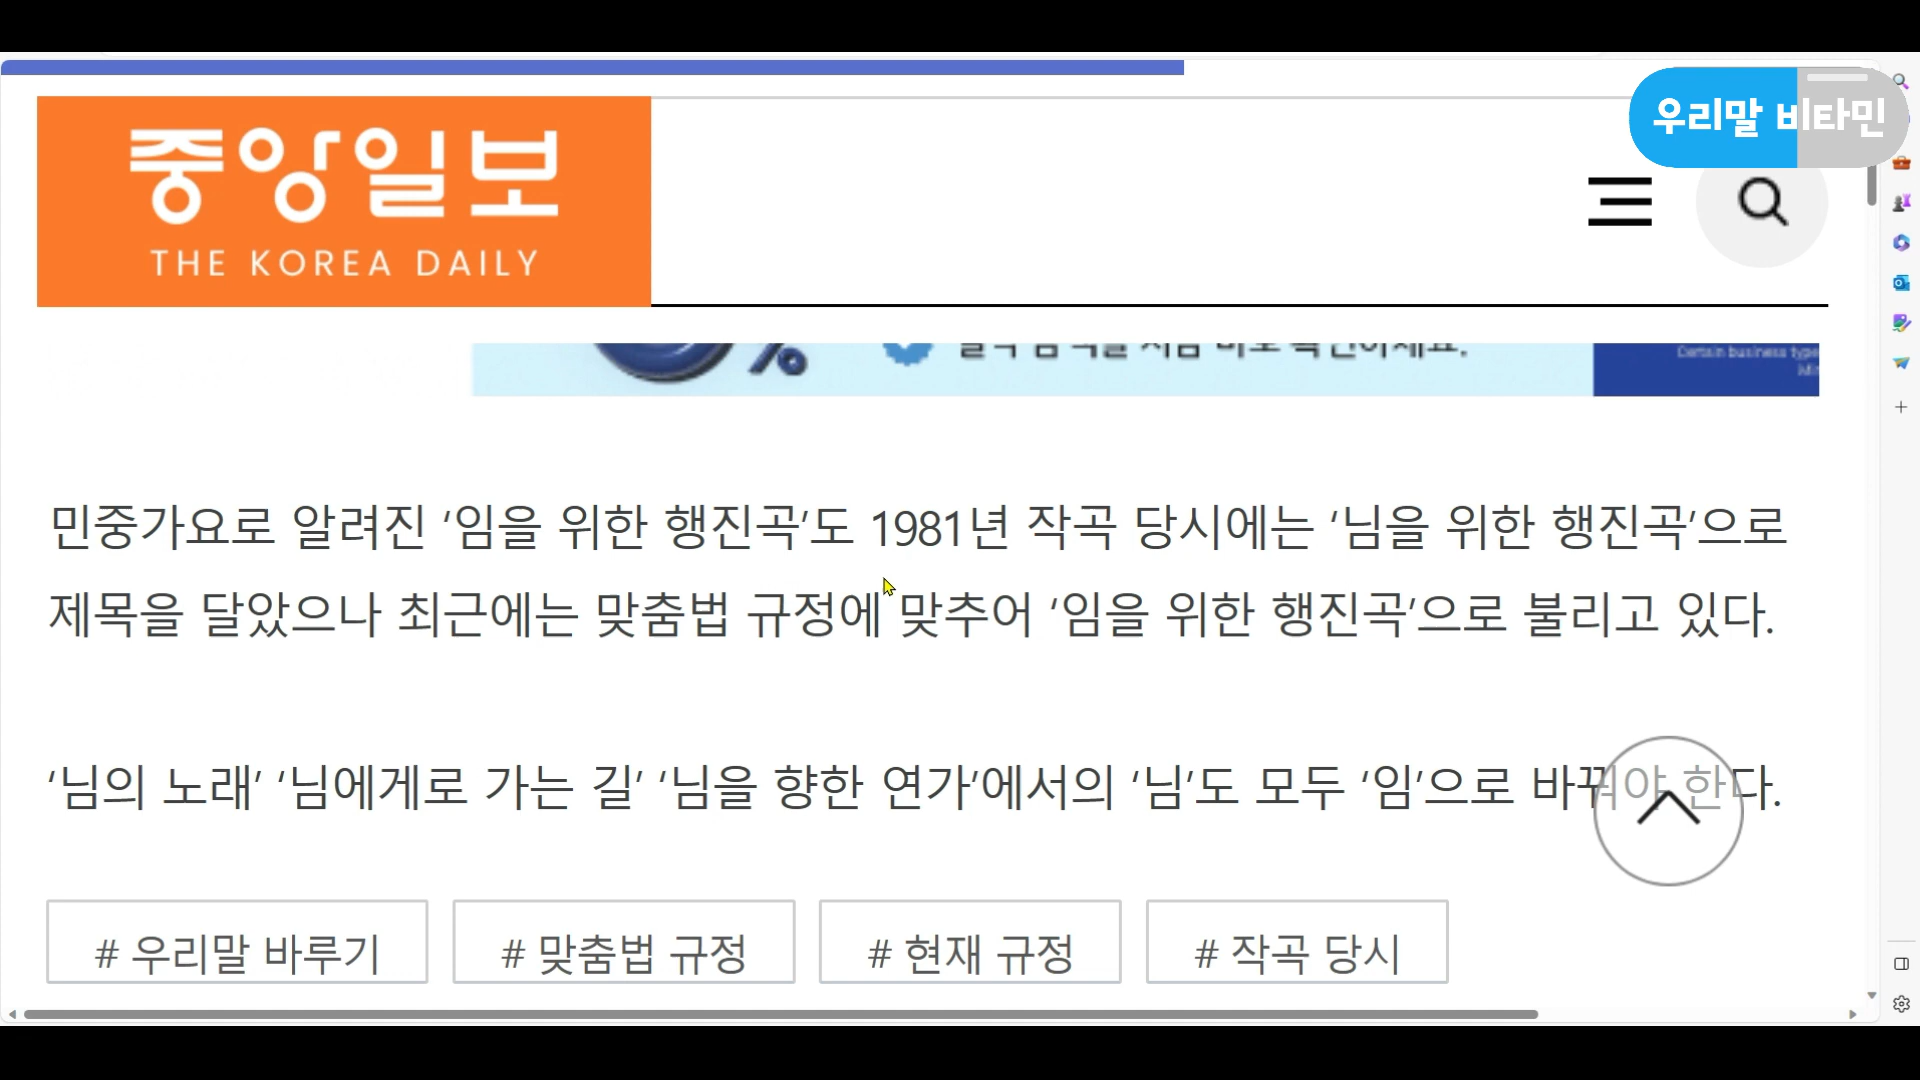 우리말 비타민
중앙일보
THE KOREA DAILY
%
Certain business type
민중가요로 알려진 ‘임을 위한 행진곡’도 1981년 작곡 당시에는 ‘님을 위한 행진곡’으로
제목을 달았으나 최근에는 맞춤법 규정에 맞추어 ‘임을 위한 행진곡’으로 불리고 있다.
‘님의 노래’ ‘님에게로 가는 길’ ‘님을 향한 연가’에서의 ‘님’도 모두 ‘임’으로 바꿔야 한다.
# 우리말 바루기
# 맞춤법 규정
# 현재 규정
# 작곡 당시